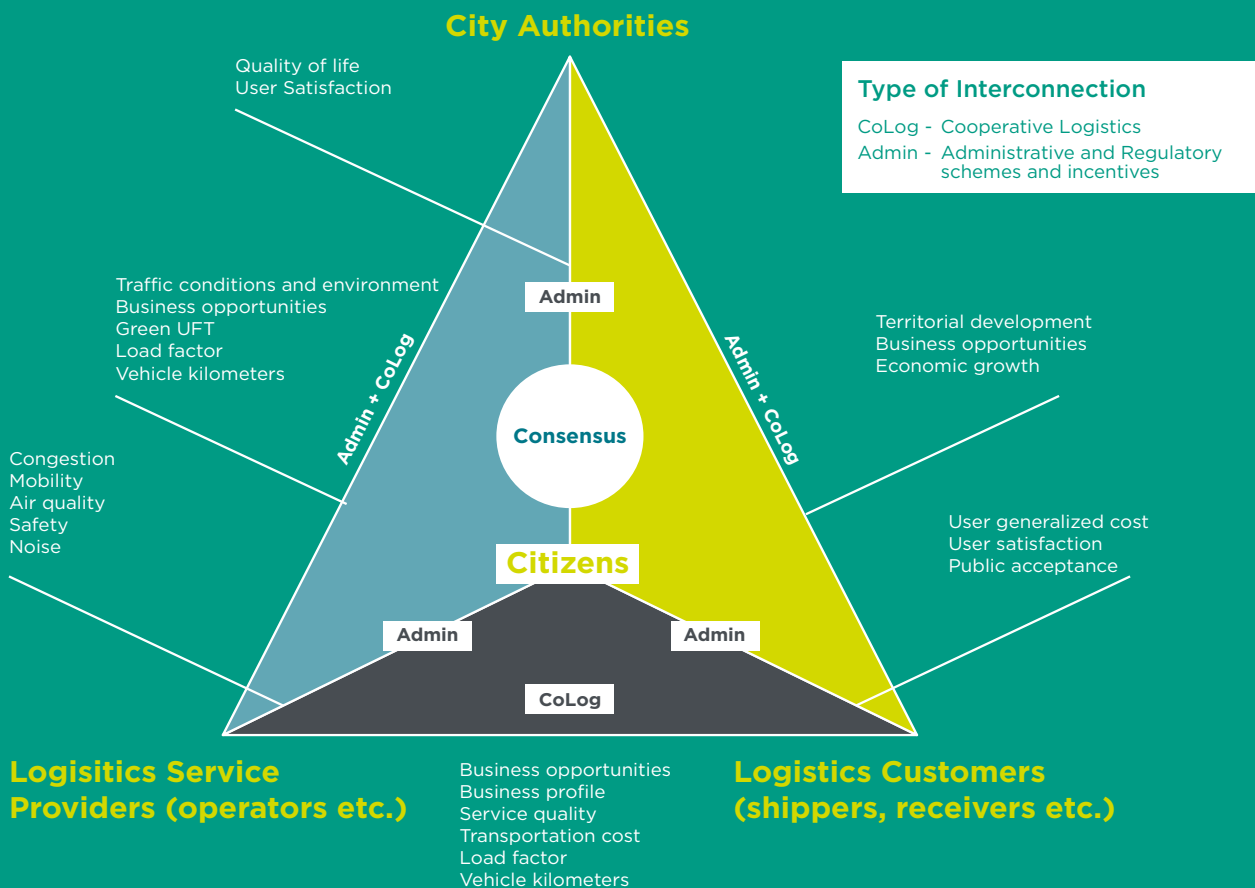 City Authorities
Quality of life
User Satisfaction
Type of Interconnection
CoLog - Cooperative Logistics
Admin - Administrative and Regulatory
schemes and incentives
Traffic conditions and environment
Business opportunities
Green UFT
Load factor
Vehicle kilometers
Admin
Admin + CoLog
Admin + CoLog
Territorial development
Business opportunities
Economic growth
Consensus
Congestion
Mobility
Air quality
Safety
Noise
User generalized cost
User satisfaction
Public acceptance
Citizens
Admin
Admin
CoLog
Logisitics Service
Providers (operators etc.)
Business opportunities
Business profile
Service quality
Transportation cost
Load factor
Vehicle kilometers
Logistics Customers
(shippers, receivers etc.)